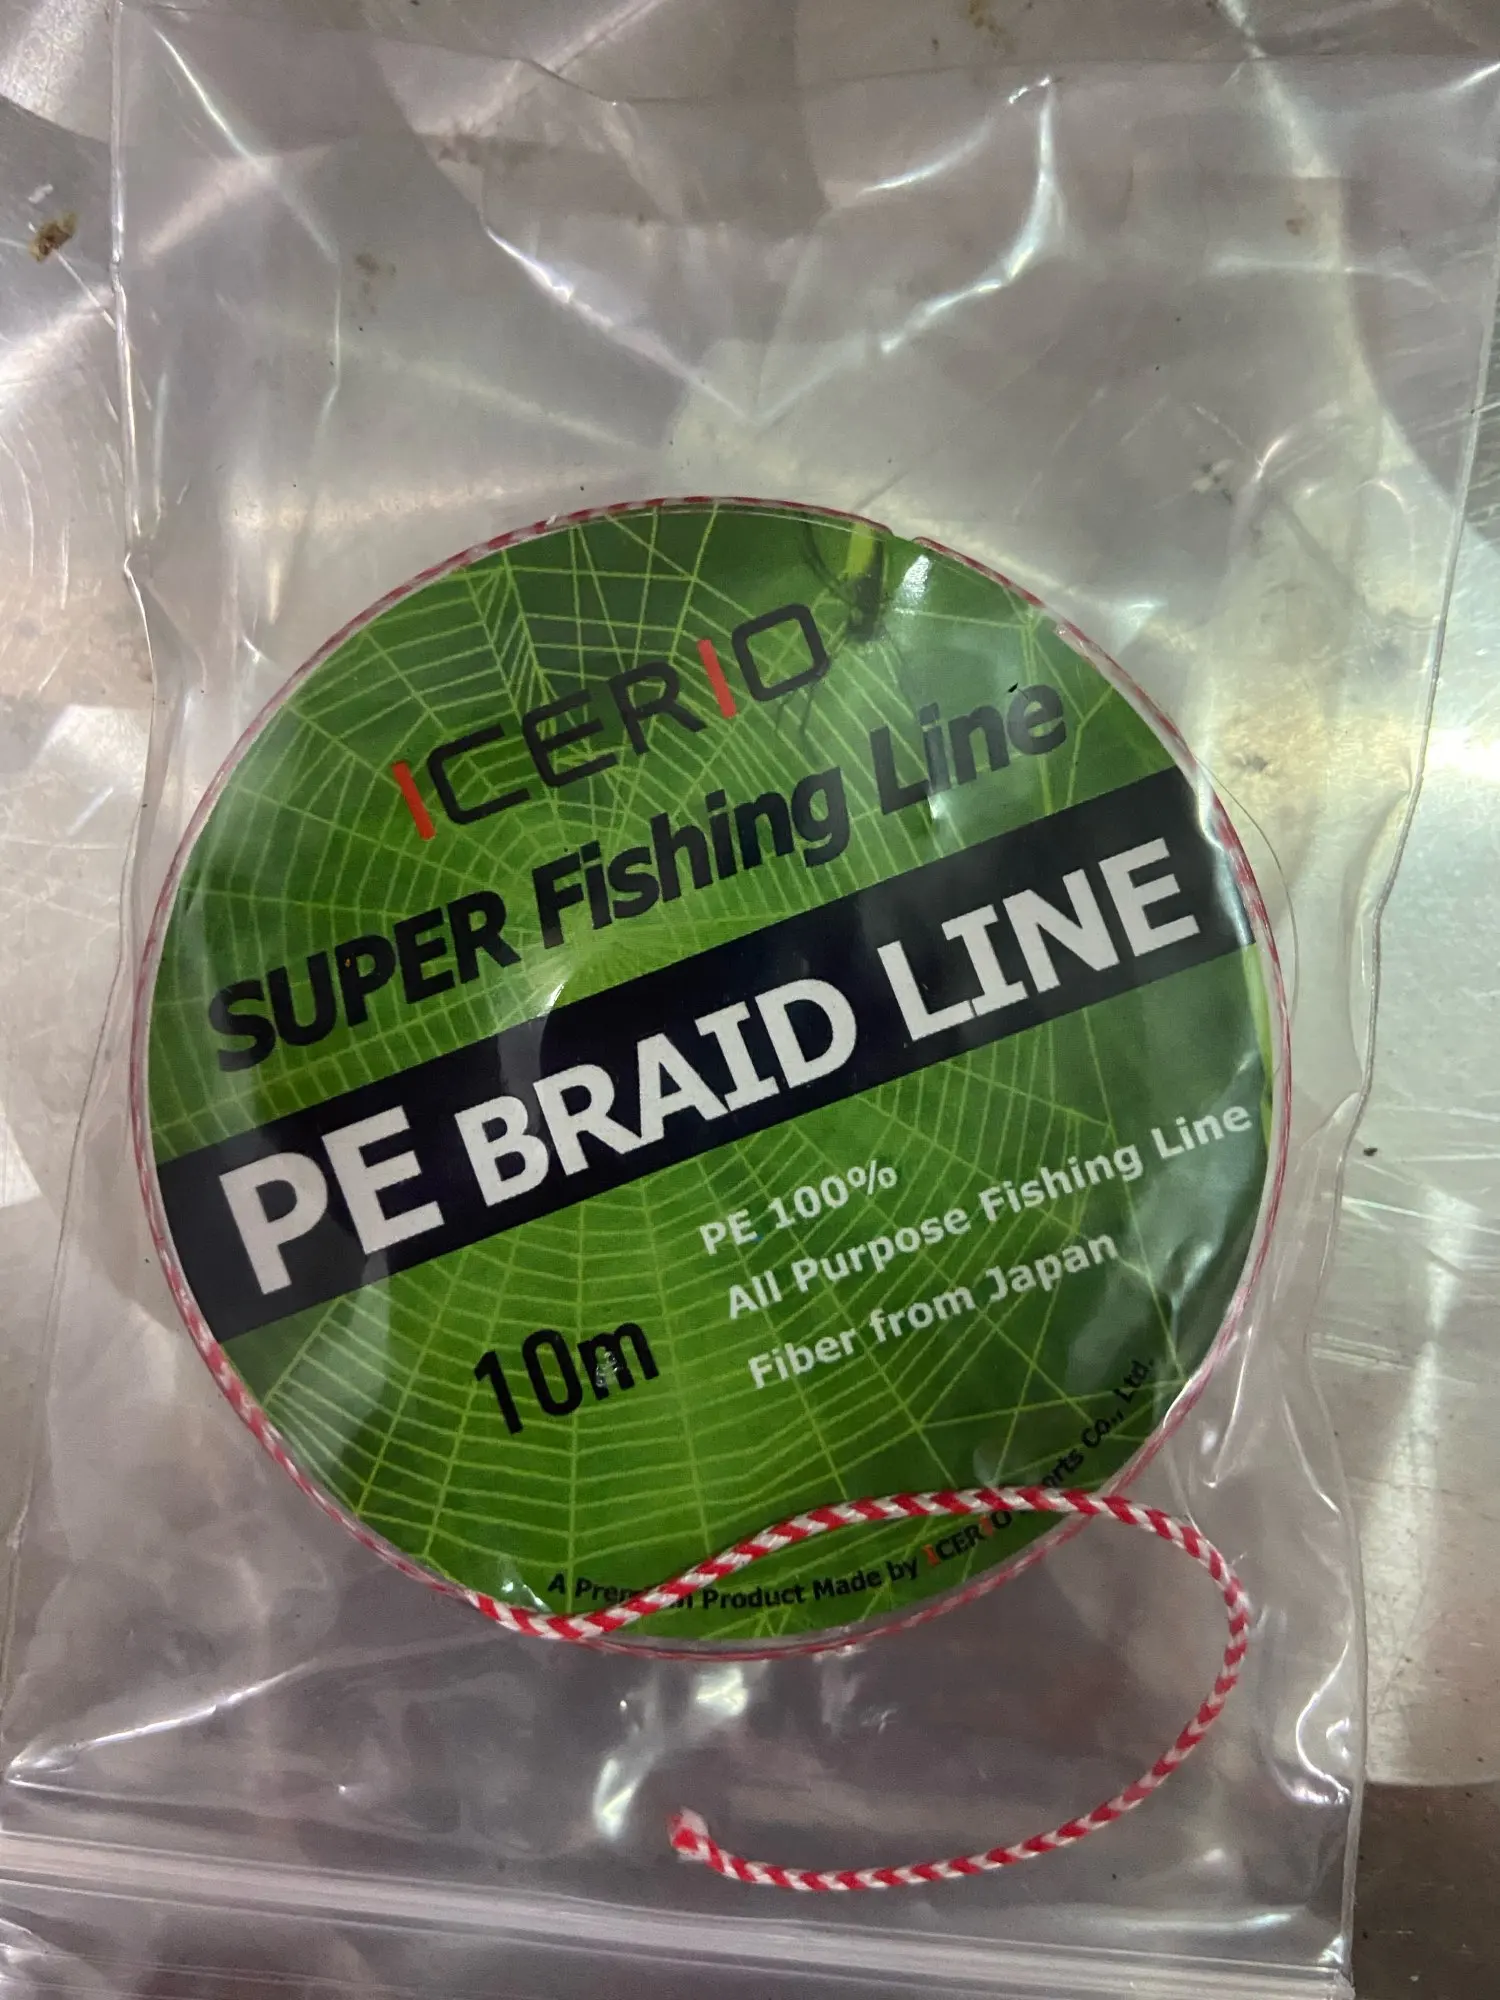 ICERIO
SUPER Fishing Line
PE BRAID LINE
PE 100%
All Purpose Fishing Line
Fiber from Japan
10m
A Product Made by ICERIO Co., Ltd.